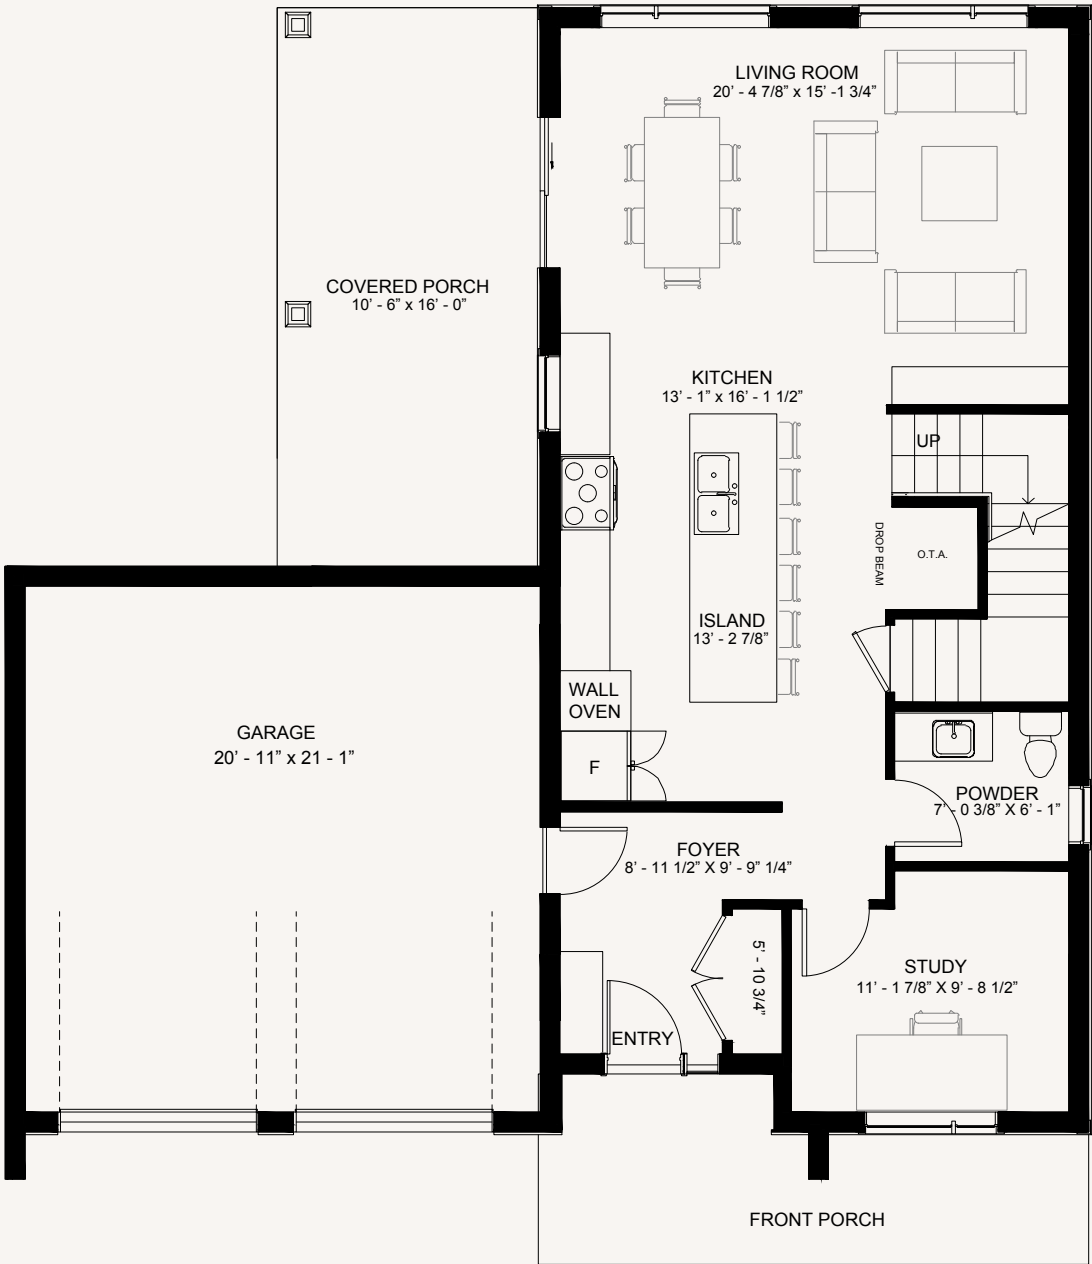 LIVING ROOM
20' - 4 7/8" x 15' -1 3/4"
COVERED PORCH
10' - 6" x 16' - 0"
KITCHEN
13' - 1" x 16' - 1 1/2"
UP
DROP BEAM
O.T.A.
ISLAND
13' - 2 7/8"
WALL
OVEN
F
GARAGE
20' - 11" x 21 - 1"
POWDER
7' - 0 3/8" X 6' - 1"
FOYER
8' - 11 1/2" X 9' - 9" 1/4"
5' - 10 3/4"
STUDY
11' - 1 7/8" X 9' - 8 1/2"
ENTRY
FRONT PORCH